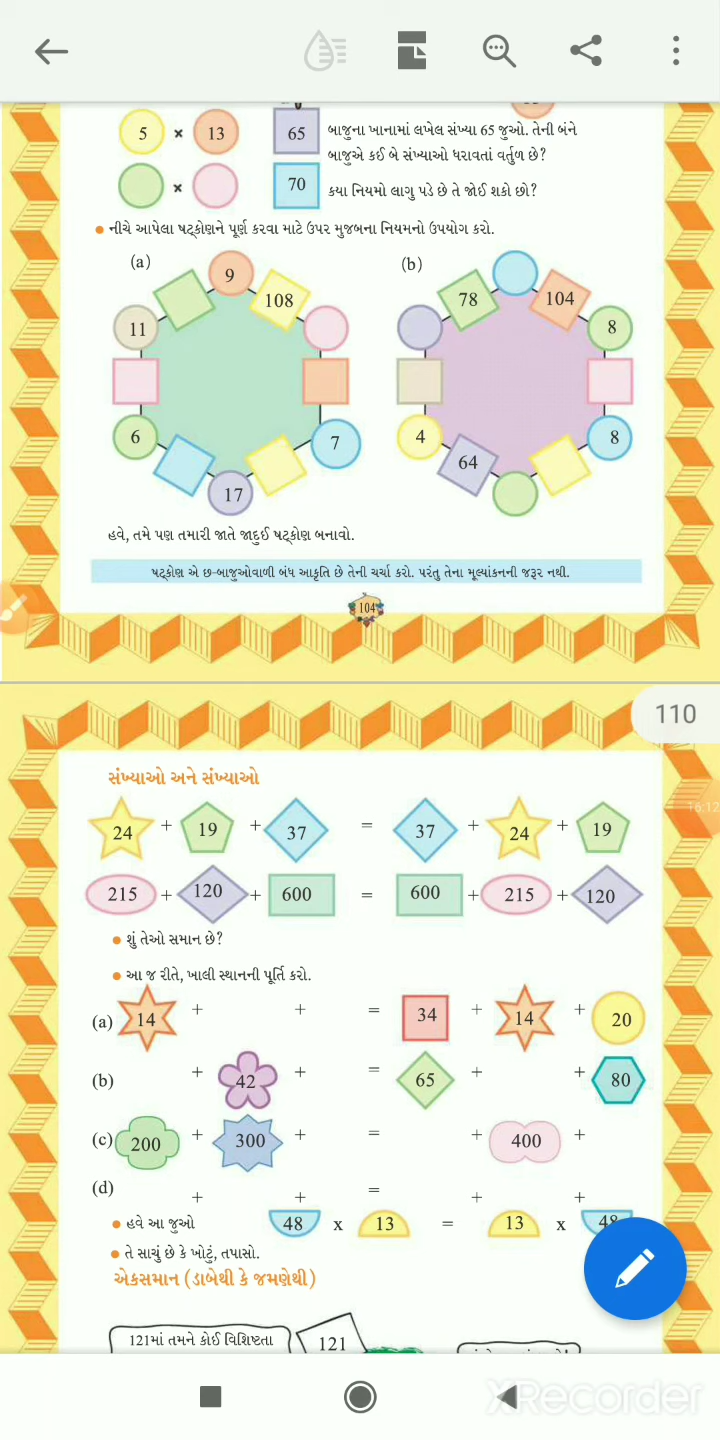 5 × 13 65 બાજુના ખાનામાં લખેલ સંખ્યા 65 જુઓ. તેની બંને
બાજુએ કઈ બે સંખ્યાઓ ધરાવતાં વર્તુળ છે?
× 70 કયા નિયમો લાગુ પડે છે તે જોઈ શકો છો?
● નીચે આપેલા ષટ્કોણને પૂર્ણ કરવા માટે ઉપર મુજબના નિયમનો ઉપયોગ કરો.
(a) (b)
9
108
11
6
7
17
78
104
8
4
8
64
હવે, તમે પણ તમારી જાતે જાદુઈ ષટ્કોણ બનાવો.
ષટ્કોણ એ છ-બાજુઓવાળી બંધ આકૃતિ છે તેની ચર્ચા કરો. પરંતુ તેના મૂલ્યાંકનની જરૂર નથી.
104
110
સંખ્યાઓ અને સંખ્યાઓ
24 + 19 + 37 = 37 + 24 + 19
16:12
215 + 120 + 600 = 600 + 215 + 120
● શું તેઓ સમાન છે?
● આ જ રીતે, ખાલી સ્થાનની પૂર્તિ કરો.
(a) 14 + + = 34 + 14 + 20
(b) + 42 + = 65 + + 80
(c) 200 + 300 + = + 400 +
(d) + + = + +
● હવે આ જુઓ 48 x 13 = 13 x 48
● તે સાચું છે કે ખોટું, તપાસો.
એકસમાન (ડાબેથી કે જમણેથી)
121માં તમને કોઈ વિશિષ્ટતા 121
XRecorder